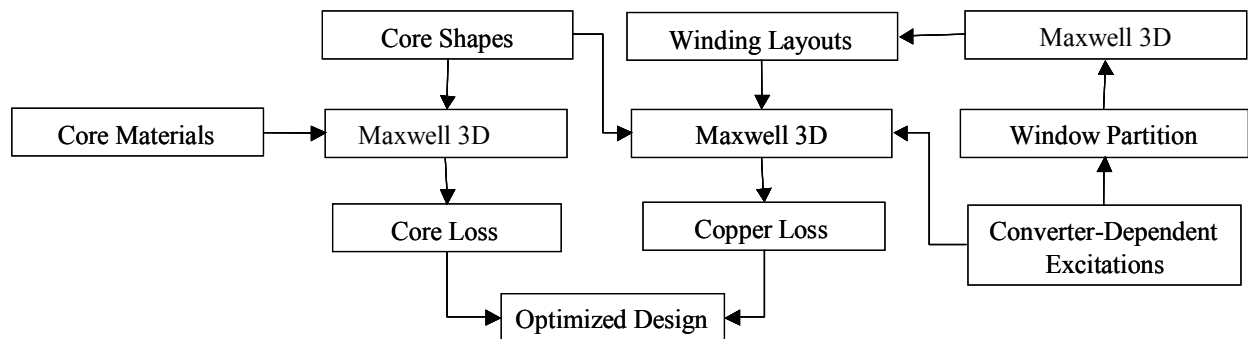 Core Shapes
Winding Layouts
Maxwell 3D
Core Materials
Maxwell 3D
Maxwell 3D
Window Partition
Core Loss
Copper Loss
Converter-Dependent
Excitations
Optimized Design